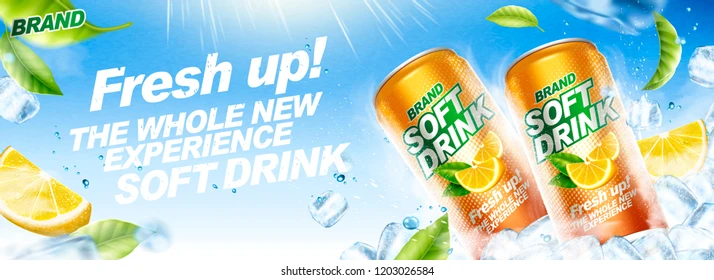 BRAND
Fresh up!
THE WHOLE NEW
EXPERIENCE
SOFT DRINK
BRAND
SOFT
DRINK
Fresh up!
THE WHOLE NEW
EXPERIENCE
BRAND
SOFT
DRINK
Fresh up!
THE WHOLE NEW
EXPERIENCE
shutterstock.com · 1203026584